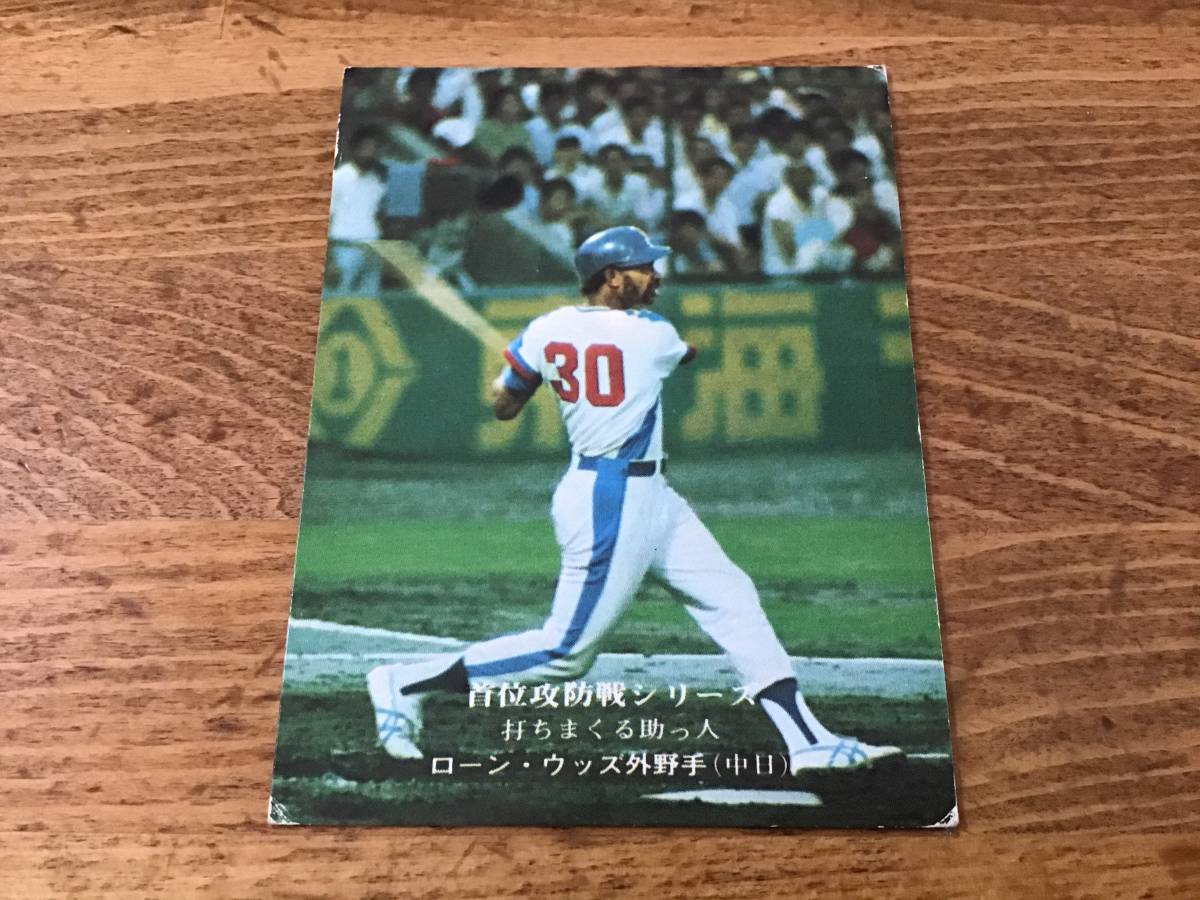 30
首位攻防戦シリーズ
打ちまくる助っ人
ローン・ウッズ外野手(中日)